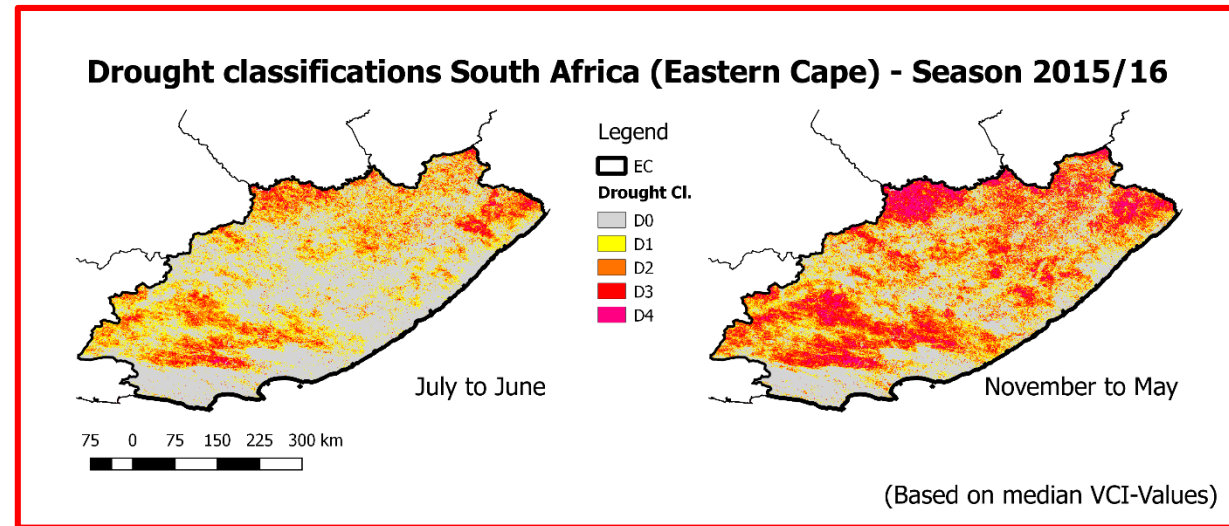 Drought classifications South Africa (Eastern Cape) - Season 2015/16
Legend
EC
Drought Cl.
D0
D1
D2
D3
D4
July to June
November to May
75 0 75 150 225 300 km
(Based on median VCI-Values)